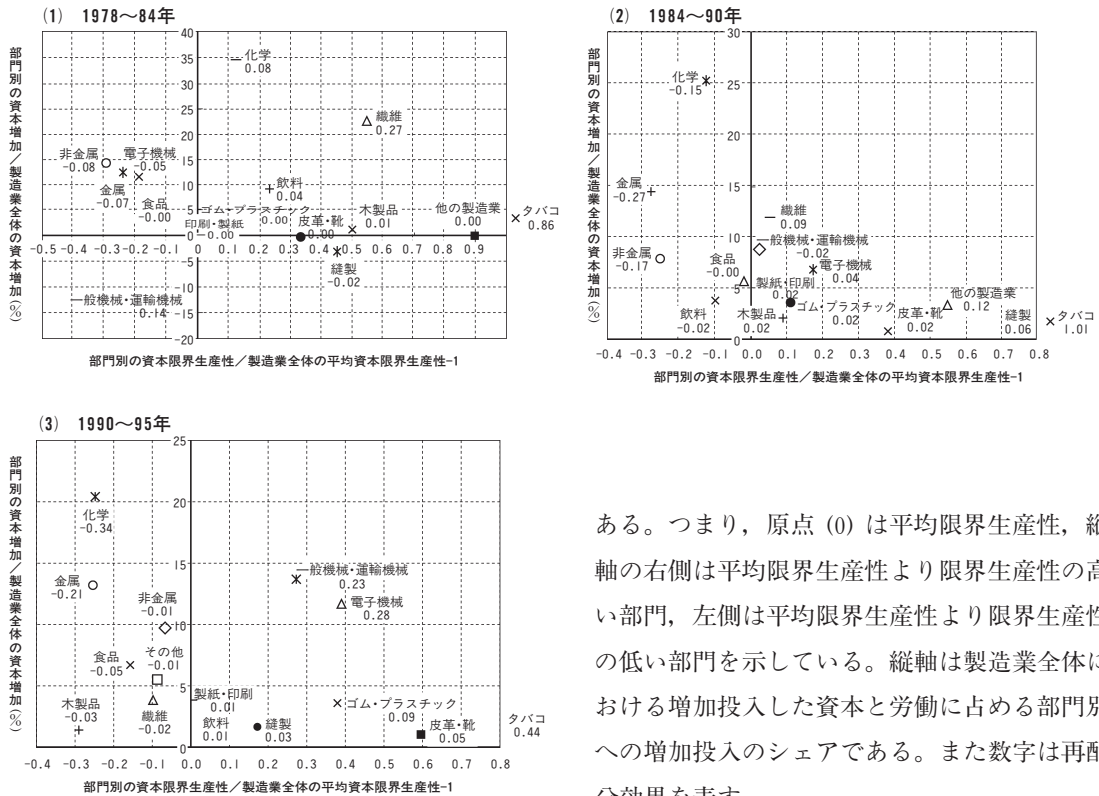 (1) 1978～84年
部門別の資本増加／製造業全体の資本増加(%)
40
35
30
25
20
15
10
5
0
-5
-10
-15
-20
-0.5 -0.4 -0.3 -0.2 -0.1 0 0.1 0.2 0.3 0.4 0.5 0.6 0.7 0.8 0.9
化学
0.08
繊維
0.27
非金属
-0.08
電子機械
-0.05
金属
-0.07
食品
-0.00
飲料
0.04
ゴム・プラスチック
0.00
印刷・製紙
-0.00
皮革・靴
0.00
木製品
0.01
他の製造業
0.00
タバコ
0.86
縫製
-0.02
一般機械・運輸機械
0.14
部門別の資本限界生産性／製造業全体の平均資本限界生産性-1
(2) 1984～90年
部門別の資本増加／製造業全体の資本増加(%)
30
25
20
15
10
5
0
-0.4 -0.3 -0.2 -0.1 0.0 0.1 0.2 0.3 0.4 0.5 0.6 0.7 0.8
化学
-0.15
金属
-0.27
繊維
0.09
一般機械・運輸機械
-0.02
非金属
-0.17
食品
-0.00
電子機械
0.04
製紙・印刷
0.02
飲料
-0.02
木製品
0.02
ゴム・プラスチック
0.02
皮革・靴
0.02
他の製造業
0.12
縫製
0.06
タバコ
1.01
部門別の資本限界生産性／製造業全体の平均資本限界生産性-1
(3) 1990～95年
部門別の資本増加／製造業全体の資本増加(%)
25
20
15
10
5
0
-0.4 -0.3 -0.2 -0.1 0.0 0.1 0.2 0.3 0.4 0.5 0.6 0.7 0.8
化学
-0.34
金属
-0.21
非金属
-0.01
一般機械・運輸機械
0.23
電子機械
0.28
食品
-0.05
その他
-0.01
木製品
-0.03
繊維
-0.02
製紙・印刷
0.01
飲料
0.01
縫製
0.03
ゴム・プラスチック
0.09
皮革・靴
0.05
タバコ
0.44
部門別の資本限界生産性／製造業全体の平均資本限界生産性-1
ある。つまり，原点 (0) は平均限界生産性，縦
軸の右側は平均限界生産性より限界生産性の高
い部門，左側は平均限界生産性より限界生産性
の低い部門を示している。縦軸は製造業全体に
おける増加投入した資本と労働に占める部門別
への増加投入のシェアである。また数字は再配
分効果を表す。